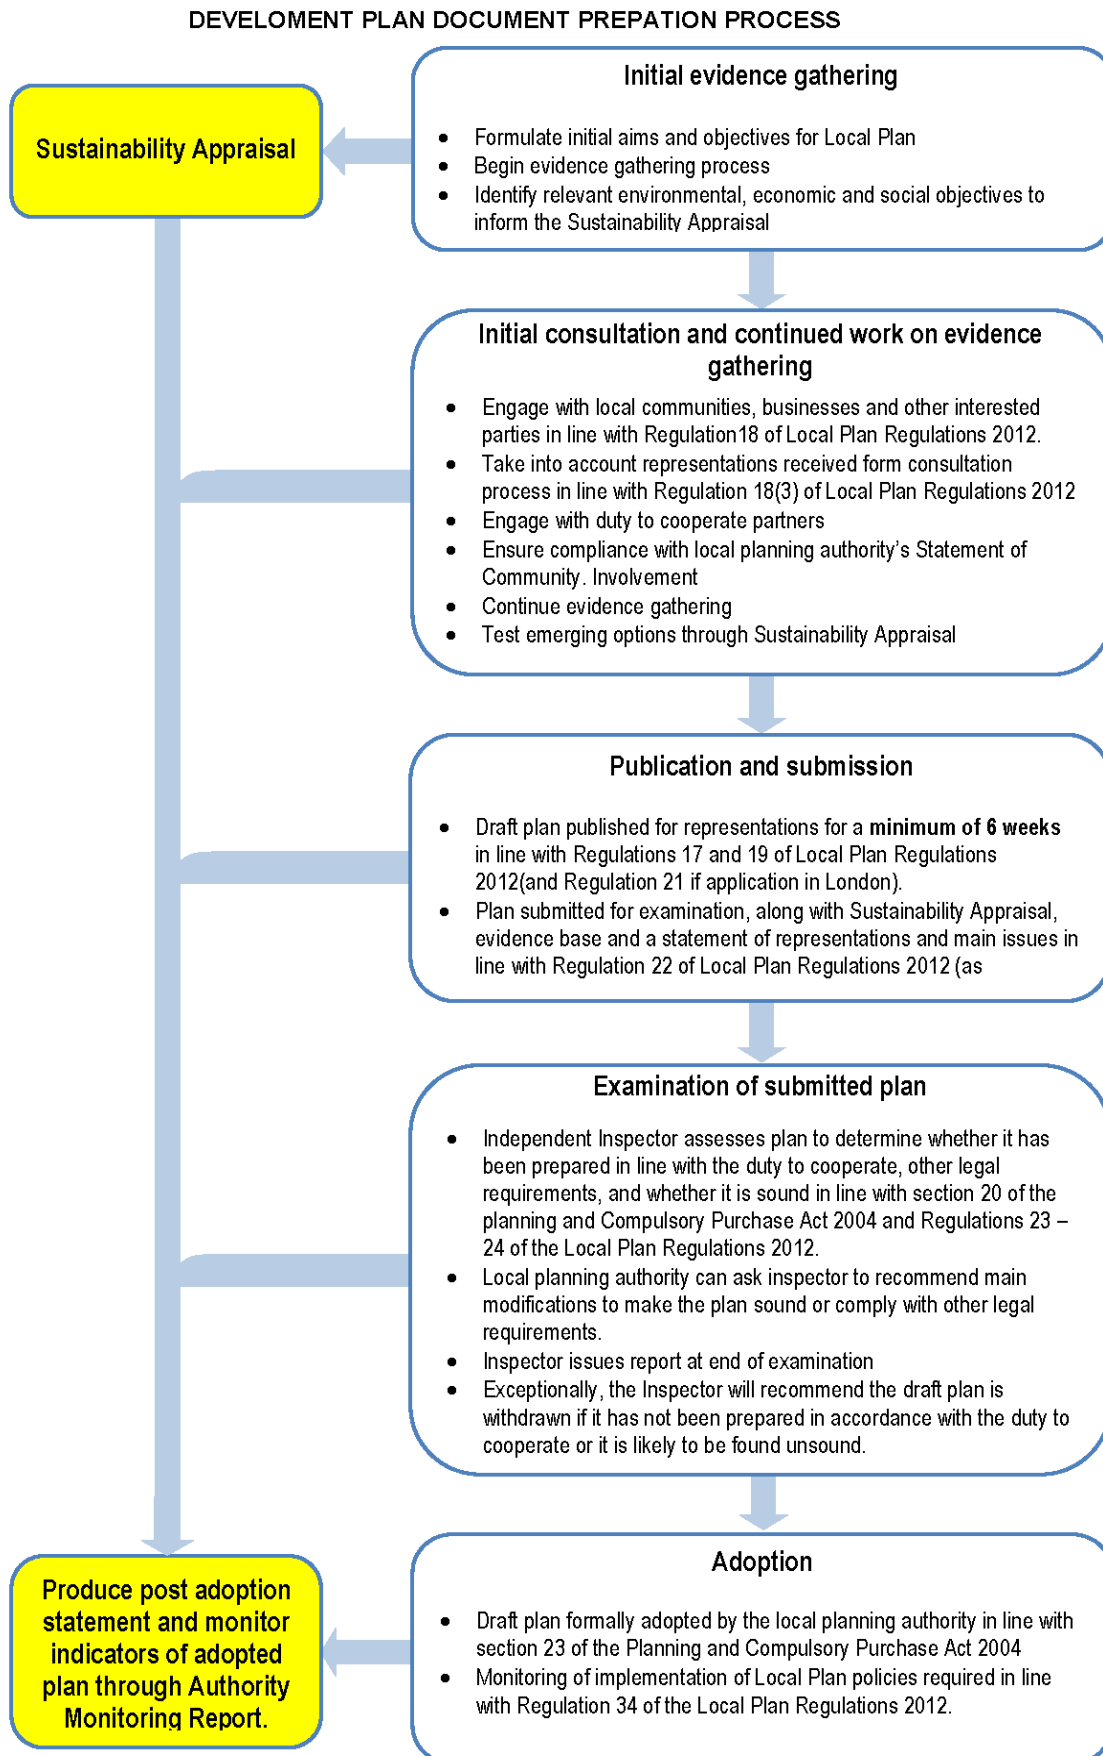 DEVELOMENT PLAN DOCUMENT PREPATION PROCESS
Sustainability Appraisal
Initial evidence gathering
• Formulate initial aims and objectives for Local Plan
• Begin evidence gathering process
• Identify relevant environmental, economic and social objectives to
inform the Sustainability Appraisal
Initial consultation and continued work on evidence
gathering
• Engage with local communities, businesses and other interested
parties in line with Regulation18 of Local Plan Regulations 2012.
• Take into account representations received form consultation
process in line with Regulation 18(3) of Local Plan Regulations 2012
• Engage with duty to cooperate partners
• Ensure compliance with local planning authority’s Statement of
Community. Involvement
• Continue evidence gathering
• Test emerging options through Sustainability Appraisal
Publication and submission
• Draft plan published for representations for a minimum of 6 weeks
in line with Regulations 17 and 19 of Local Plan Regulations
2012(and Regulation 21 if application in London).
• Plan submitted for examination, along with Sustainability Appraisal,
evidence base and a statement of representations and main issues in
line with Regulation 22 of Local Plan Regulations 2012 (as
Examination of submitted plan
• Independent Inspector assesses plan to determine whether it has
been prepared in line with the duty to cooperate, other legal
requirements, and whether it is sound in line with section 20 of the
planning and Compulsory Purchase Act 2004 and Regulations 23 –
24 of the Local Plan Regulations 2012.
• Local planning authority can ask inspector to recommend main
modifications to make the plan sound or comply with other legal
requirements.
• Inspector issues report at end of examination
• Exceptionally, the Inspector will recommend the draft plan is
withdrawn if it has not been prepared in accordance with the duty to
cooperate or it is likely to be found unsound.
Produce post adoption
statement and monitor
indicators of adopted
plan through Authority
Monitoring Report.
Adoption
• Draft plan formally adopted by the local planning authority in line with
section 23 of the Planning and Compulsory Purchase Act 2004
• Monitoring of implementation of Local Plan policies required in line
with Regulation 34 of the Local Plan Regulations 2012.